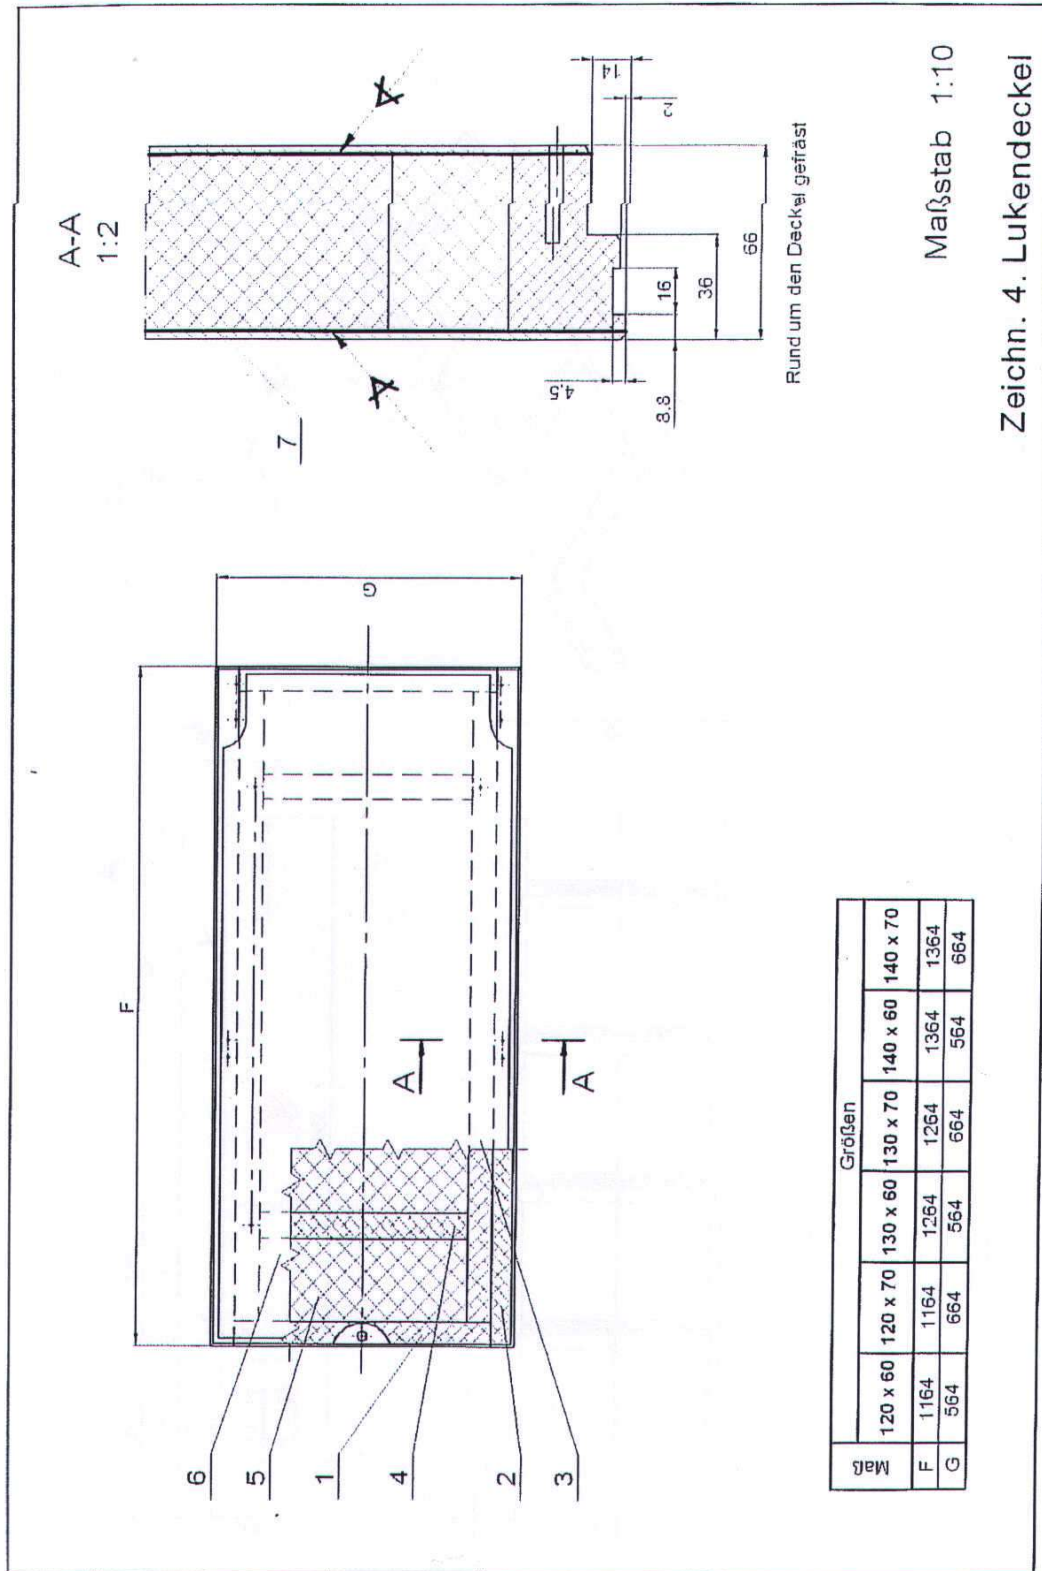 A-A
1:2
7
14
2
4.5
8.8
16
36
66
Rund um den Deckel gefräst
F
G
A
A
6
5
1
4
2
3
Maß Größen
120 x 60 120 x 70 130 x 60 130 x 70 140 x 60 140 x 70
F 1164 1164 1264 1264 1364 1364
G 564 664 564 664 564 664
Maßstab 1:10
Zeichn. 4. Lukendeckel